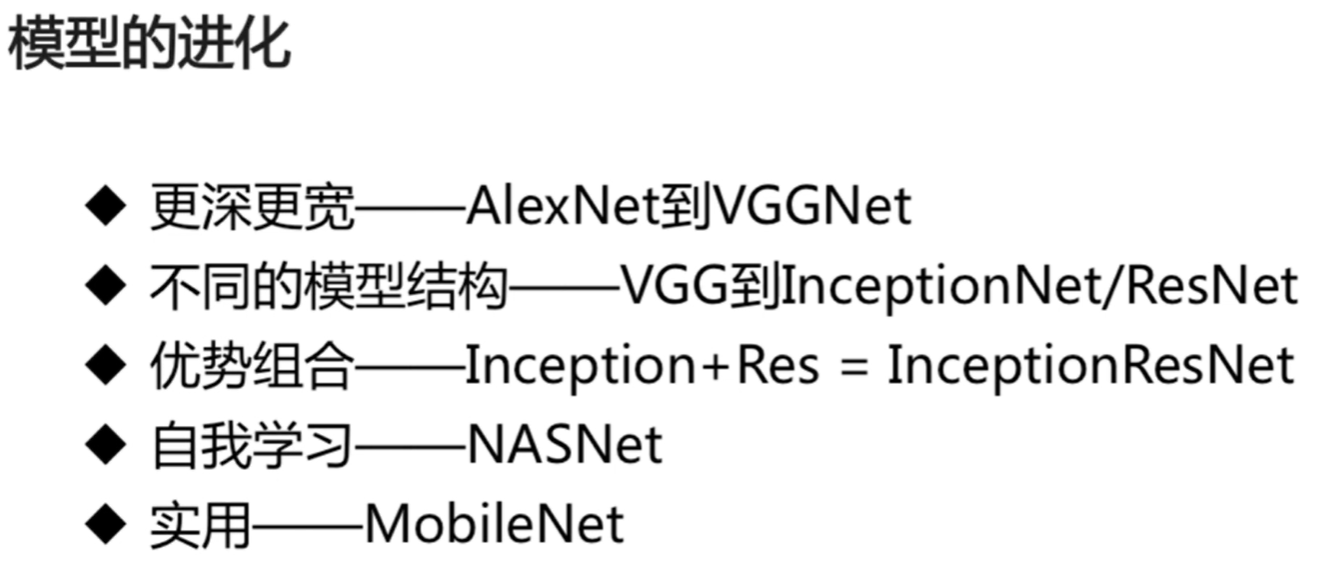 模型的进化
◆ 更深更宽——AlexNet到VGGNet
◆ 不同的模型结构——VGG到InceptionNet/ResNet
◆ 优势组合——Inception+Res = InceptionResNet
◆ 自我学习——NASNet
◆ 实用——MobileNet